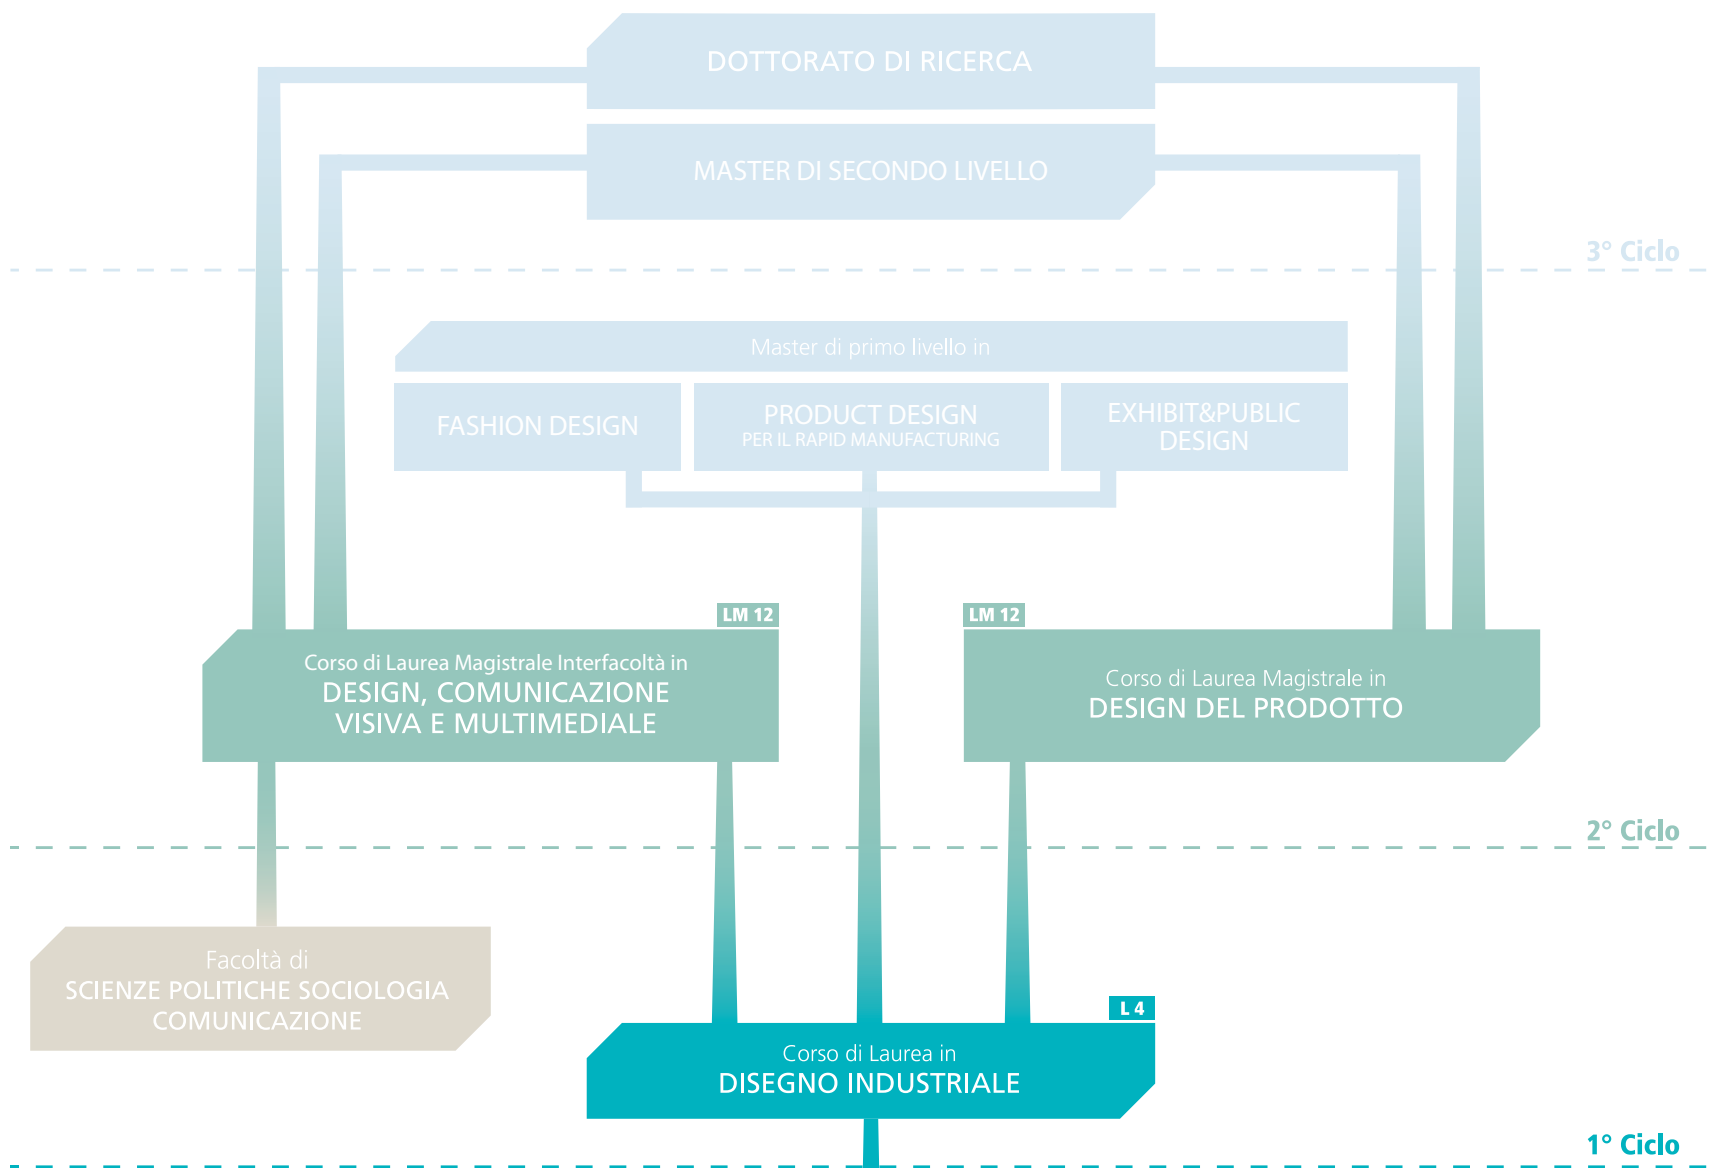 DOTTORATO DI RICERCA
MASTER DI SECONDO LIVELLO
3° Ciclo
Master di primo livello in
FASHION DESIGN
PRODUCT DESIGN
PER IL RAPID MANUFACTURING
EXHIBIT&PUBLIC
DESIGN
LM 12
Corso di Laurea Magistrale Interfacoltà in
DESIGN, COMUNICAZIONE
VISIVA E MULTIMEDIALE
LM 12
Corso di Laurea Magistrale in
DESIGN DEL PRODOTTO
2° Ciclo
Facoltà di
SCIENZE POLITICHE SOCIOLOGIA
COMUNICAZIONE
L 4
Corso di Laurea in
DISEGNO INDUSTRIALE
1° Ciclo